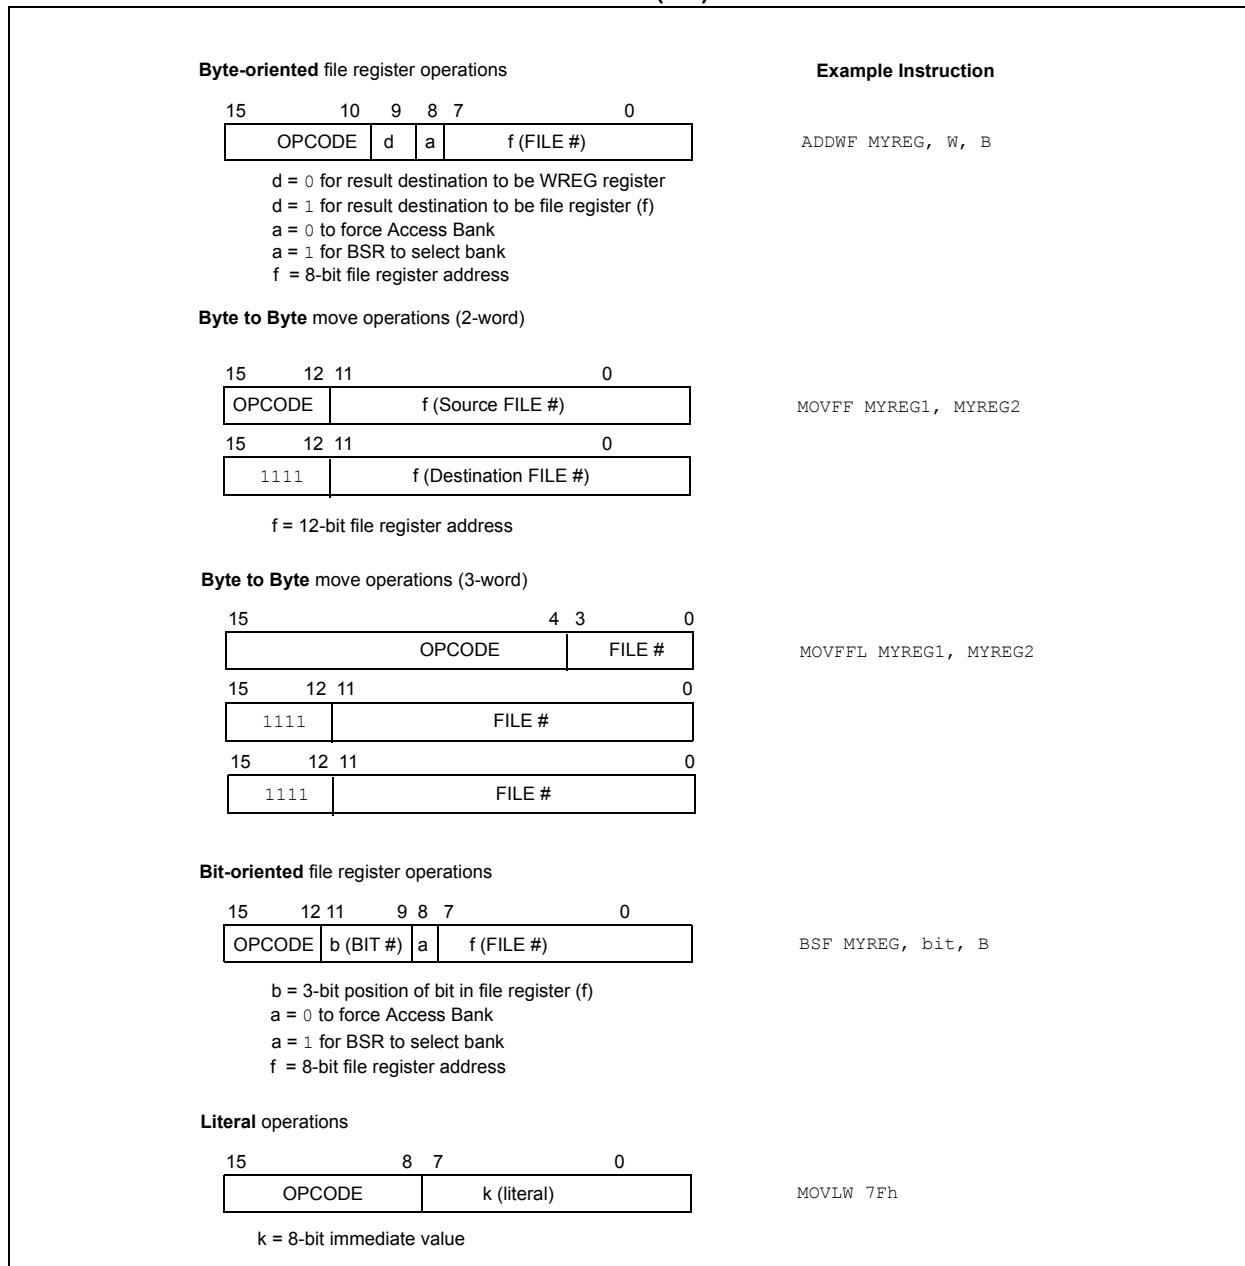 Byte-oriented file register operations Example Instruction
15 10 9 8 7 0
OPCODE d a f (FILE #) ADDWF MYREG, W, B
d = 0 for result destination to be WREG register
d = 1 for result destination to be file register (f)
a = 0 to force Access Bank
a = 1 for BSR to select bank
f = 8-bit file register address
Byte to Byte move operations (2-word)
15 12 11 0
OPCODE f (Source FILE #) MOVFF MYREG1, MYREG2
15 12 11 0
1111 f (Destination FILE #)
f = 12-bit file register address
Byte to Byte move operations (3-word)
15 4 3 0
OPCODE FILE # MOVFFL MYREG1, MYREG2
15 12 11 0
1111 FILE #
15 12 11 0
1111 FILE #
Bit-oriented file register operations
15 12 11 9 8 7 0
OPCODE b (BIT #) a f (FILE #) BSF MYREG, bit, B
b = 3-bit position of bit in file register (f)
a = 0 to force Access Bank
a = 1 for BSR to select bank
f = 8-bit file register address
Literal operations
15 8 7 0
OPCODE k (literal) MOVLW 7Fh
k = 8-bit immediate value